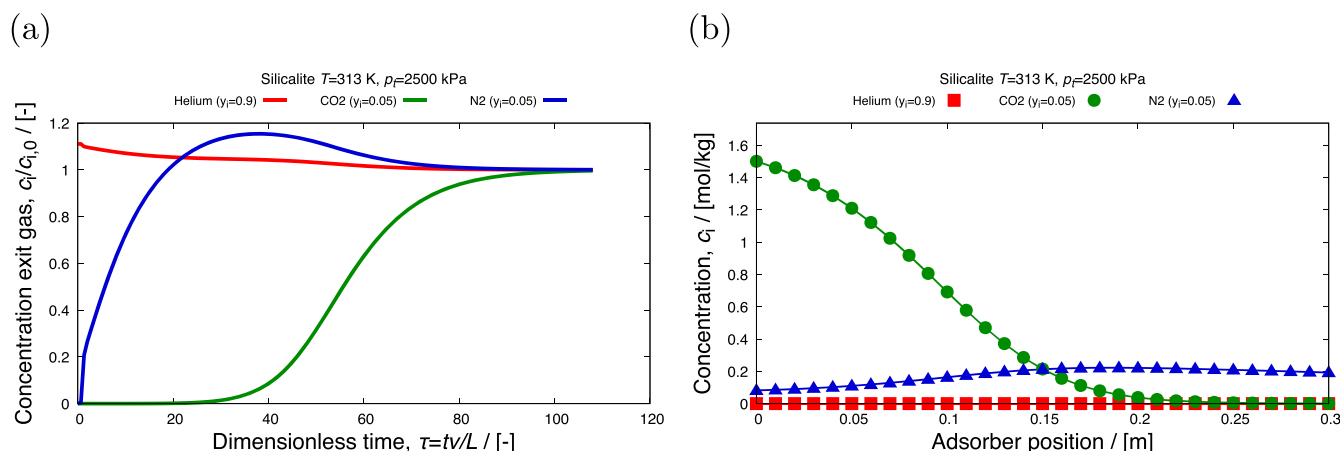 (a)
Silicalite T=313 K, pt=2500 kPa
Helium (yi=0.9) CO2 (yi=0.05) N2 (yi=0.05)
Concentration exit gas, ci/ci,0 / [-]
1.2
1
0.8
0.6
0.4
0.2
0
0 20 40 60 80 100 120
Dimensionless time, τ=tv/L / [-]
(b)
Silicalite T=313 K, pt=2500 kPa
Helium (yi=0.9) CO2 (yi=0.05) N2 (yi=0.05)
Concentration, ci / [mol/kg]
1.6
1.4
1.2
1
0.8
0.6
0.4
0.2
0
0 0.05 0.1 0.15 0.2 0.25 0.3
Adsorber position / [m]